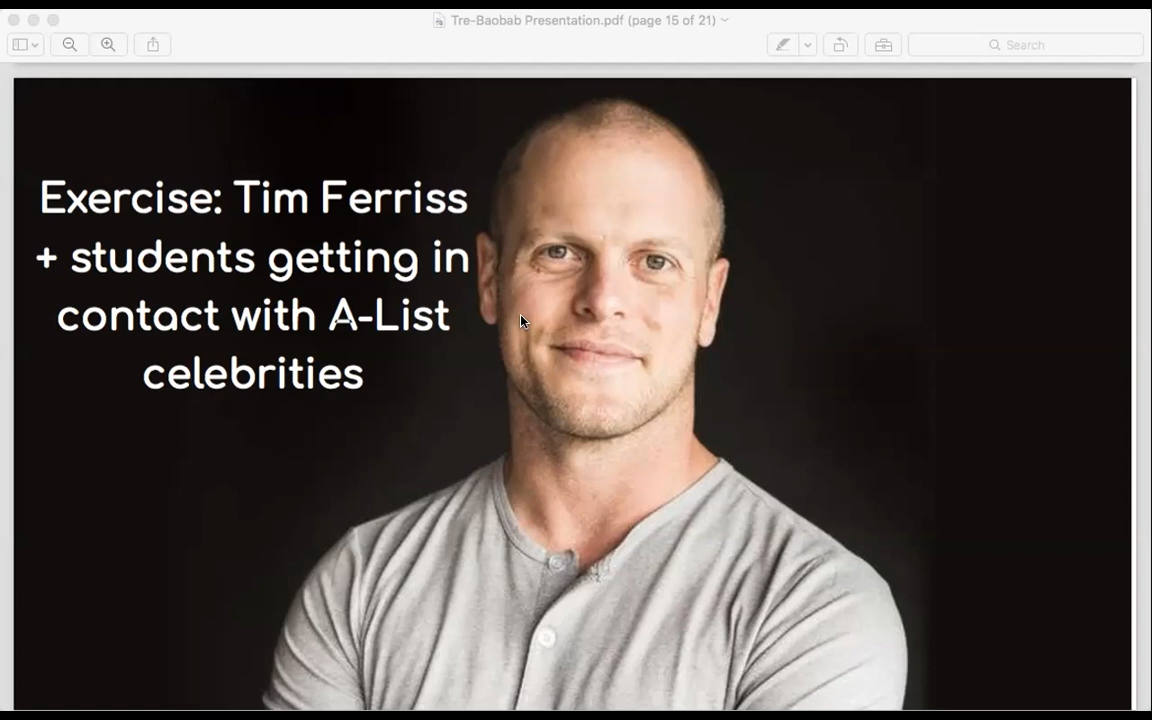 Tre-Baobab Presentation.pdf (page 15 of 21)
Search
Exercise: Tim Ferriss
+ students getting in
contact with A-List
celebrities